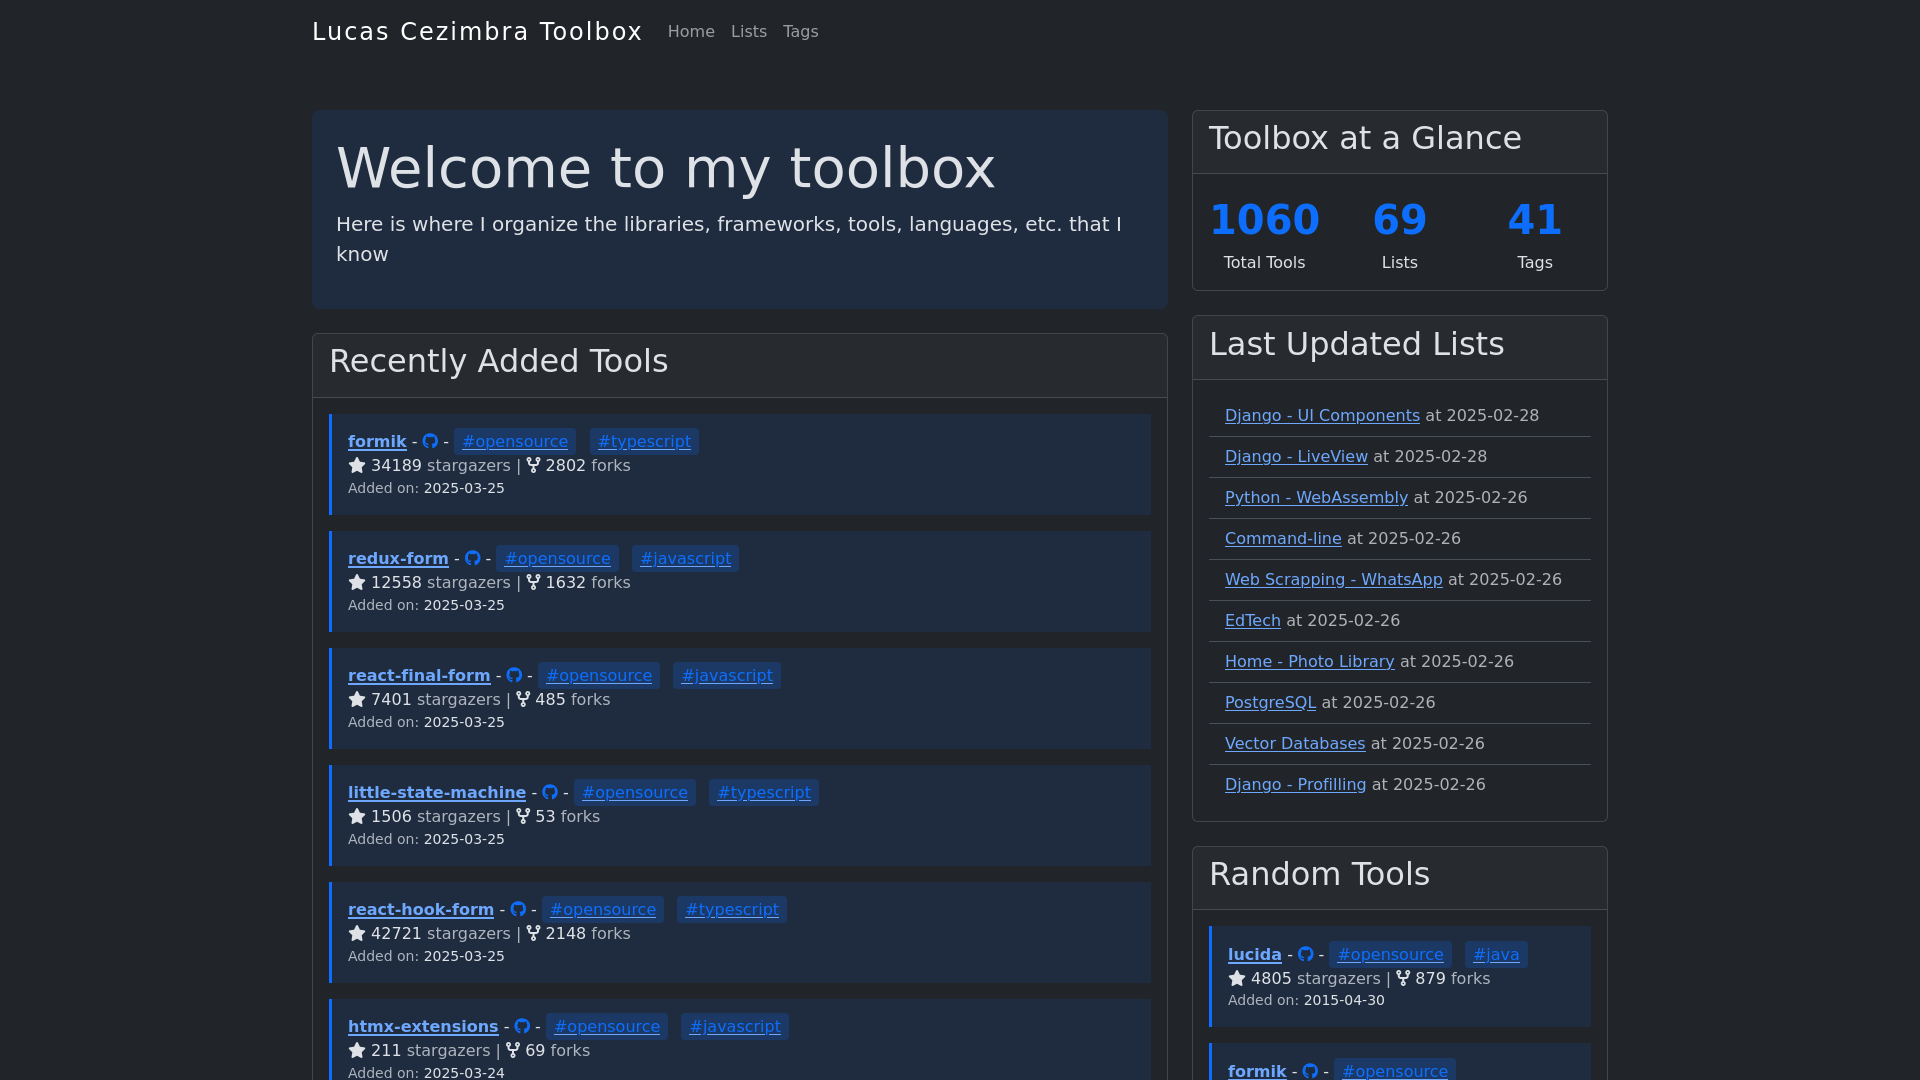 Lucas Cezimbra Toolbox Home Lists Tags
Welcome to my toolbox
Here is where I organize the libraries, frameworks, tools, languages, etc. that I
know
Recently Added Tools
formik - - #opensource #typescript
34189 stargazers | 2802 forks
Added on: 2025-03-25
redux-form - - #opensource #javascript
12558 stargazers | 1632 forks
Added on: 2025-03-25
react-final-form - - #opensource #javascript
7401 stargazers | 485 forks
Added on: 2025-03-25
little-state-machine - - #opensource #typescript
1506 stargazers | 53 forks
Added on: 2025-03-25
react-hook-form - - #opensource #typescript
42721 stargazers | 2148 forks
Added on: 2025-03-25
htmx-extensions - - #opensource #javascript
211 stargazers | 69 forks
Added on: 2025-03-24
Toolbox at a Glance
1060 69 41
Total Tools Lists Tags
Last Updated Lists
Django - UI Components at 2025-02-28
Django - LiveView at 2025-02-28
Python - WebAssembly at 2025-02-26
Command-line at 2025-02-26
Web Scrapping - WhatsApp at 2025-02-26
EdTech at 2025-02-26
Home - Photo Library at 2025-02-26
PostgreSQL at 2025-02-26
Vector Databases at 2025-02-26
Django - Profilling at 2025-02-26
Random Tools
lucida - - #opensource #java
4805 stargazers | 879 forks
Added on: 2015-04-30
formik - - #opensource